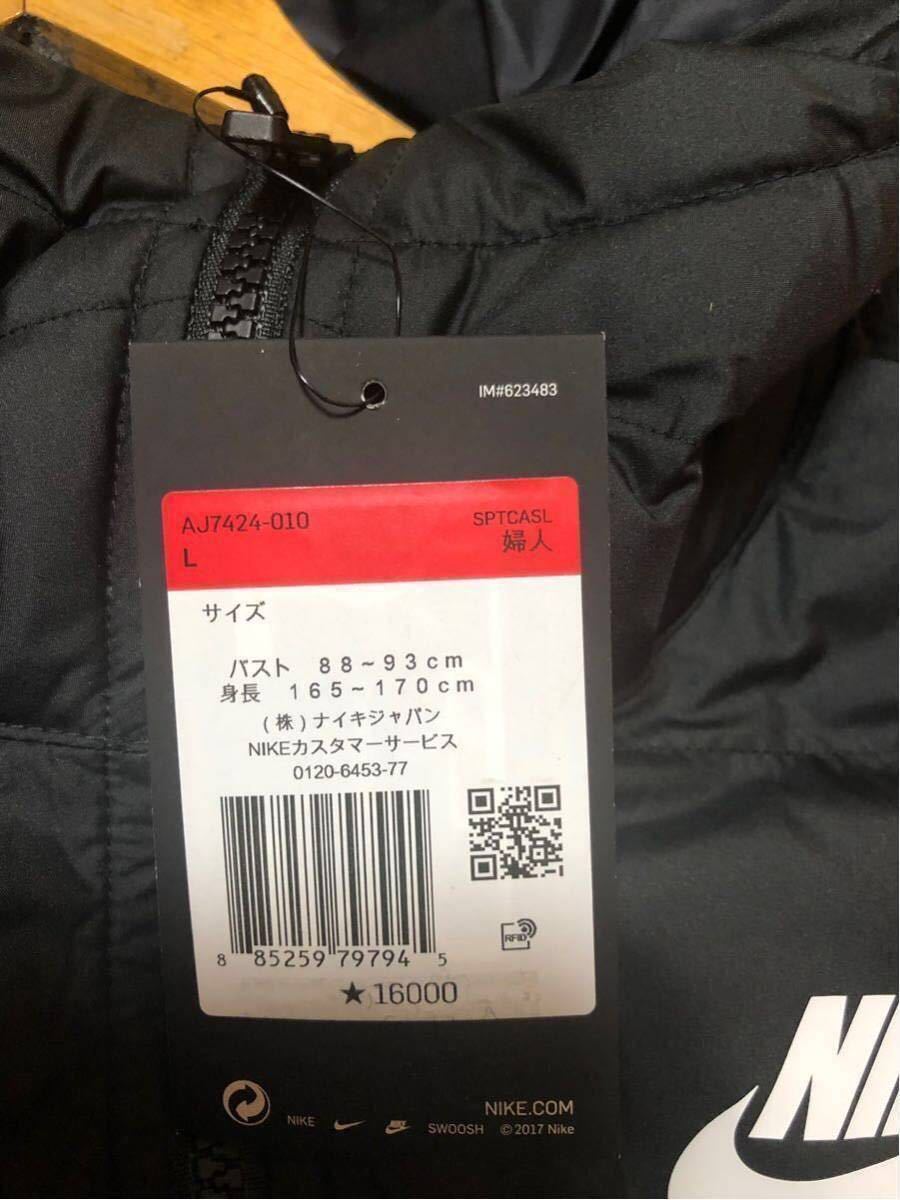 IM#623483
AJ7424-010
SPTCASL
L
婦人
サイズ
バスト 88~93cm
身長 165~170cm
(株)ナイキジャパン
NIKEカスタマーサービス
0120-6453-77
RFID
8 85259 79794 5
★16000
NIKE.COM
NIKE NIKE SWOOSH © 2017 Nike